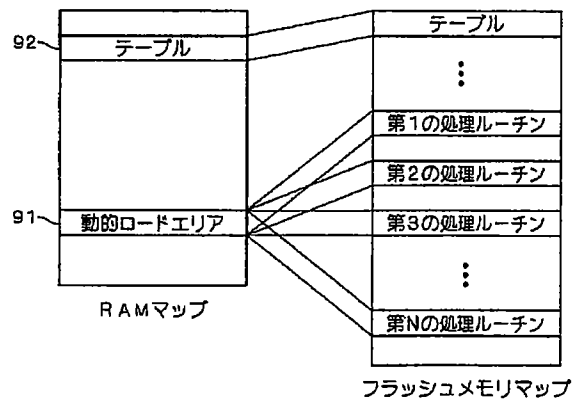 92
テーブル
91
動的ロードエリア
RAMマップ
テーブル
第1の処理ルーチン
第2の処理ルーチン
第3の処理ルーチン
第Nの処理ルーチン
フラッシュメモリマップ